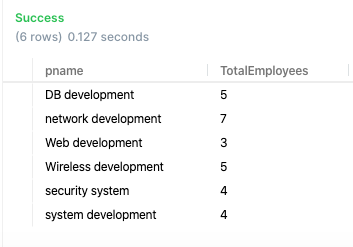 Success
(6 rows) 0.127 seconds
pname TotalEmployees
DB development 5
network development 7
Web development 3
Wireless development 5
security system 4
system development 4